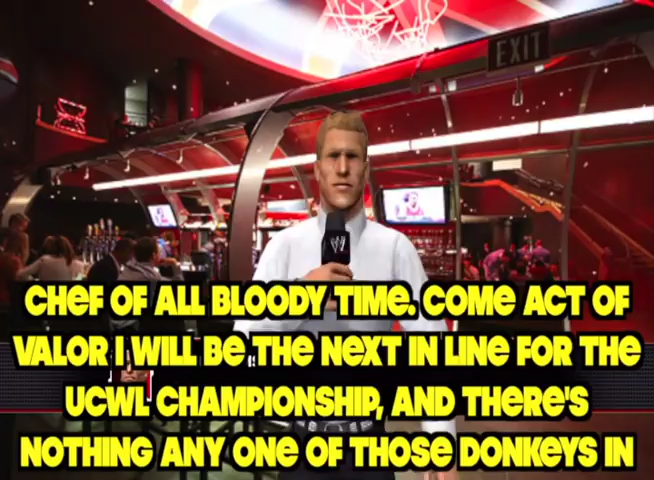 EXIT
W
CHEF OF ALL BLOODY TIME. COME ACT OF
VALOR I WILL BE THE NEXT IN LINE FOR THE
UCWL CHAMPIONSHIP, AND THERE'S
NOTHING ANY ONE OF THOSE DONKEYS IN